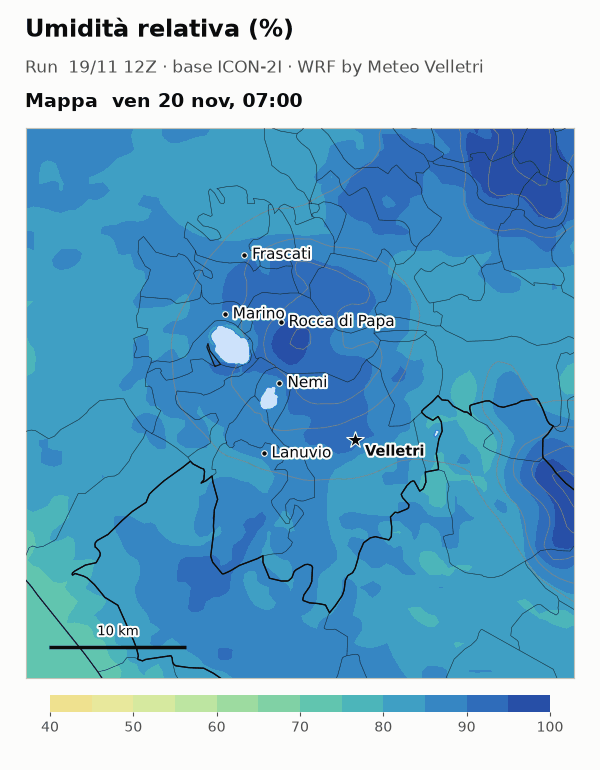 Umidità relativa (%)
Run  19/11 12Z · base ICON-2I · WRF by Meteo Velletri
Mappa  ven 20 nov, 07:00
Frascati
Marino
Rocca di Papa
Nemi
Velletri
Lanuvio
10 km
40 50 60 70 80 90 100